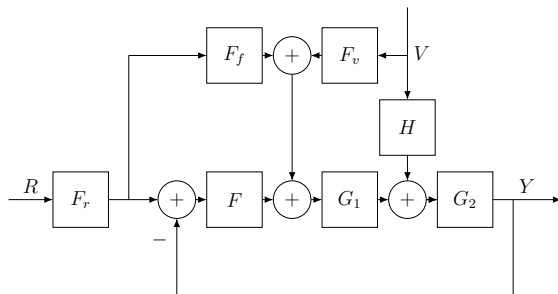 F_f + F_v V
H
R F_r + F + G_1 + G_2 Y
−